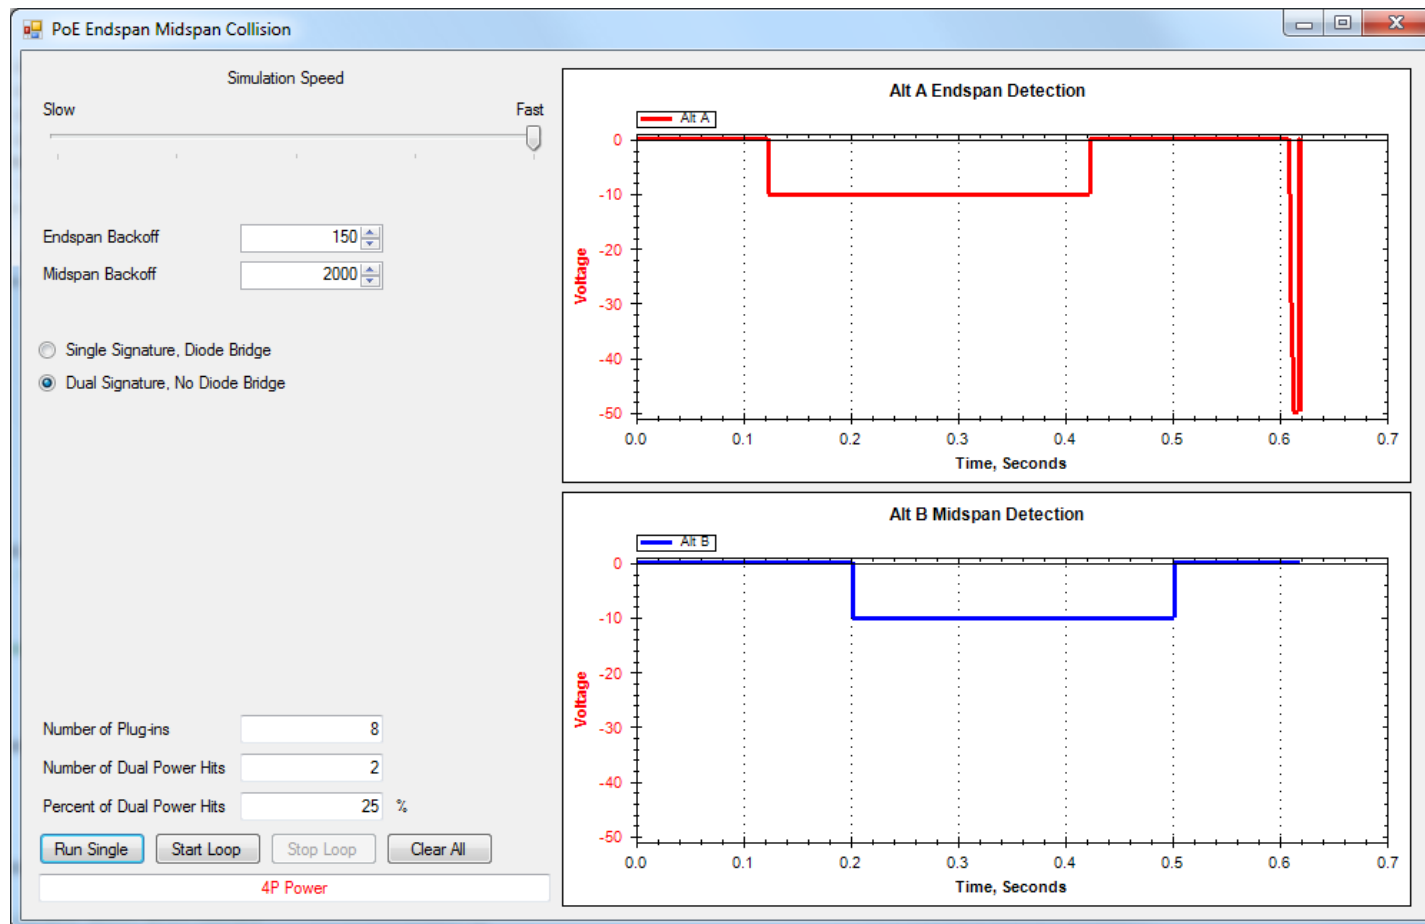 PoE Endspan Midspan Collision
Simulation Speed
Slow Fast
Endspan Backoff 150
Midspan Backoff 2000
Single Signature, Diode Bridge
Dual Signature, No Diode Bridge
Number of Plug-ins 8
Number of Dual Power Hits 2
Percent of Dual Power Hits 25 %
Run Single Start Loop Stop Loop Clear All
4P Power
Alt A Endspan Detection
Alt A
0
-10
-20
-30
-40
-50
Voltage
0.0 0.1 0.2 0.3 0.4 0.5 0.6 0.7
Time, Seconds
Alt B Midspan Detection
Alt B
0
-10
-20
-30
-40
-50
Voltage
0.0 0.1 0.2 0.3 0.4 0.5 0.6 0.7
Time, Seconds